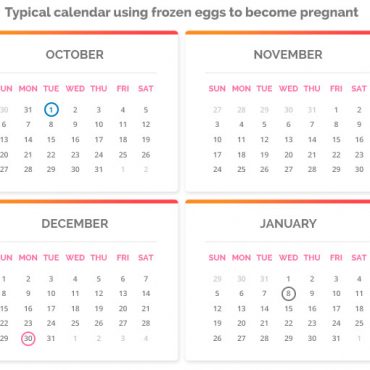 Typical calendar using frozen eggs to become pregnant
OCTOBER
SUN MON TUE WED THU FRI SAT
30 31 1 2 3 4 5
6 7 8 9 10 11 12
13 14 15 16 17 18 19
20 21 22 23 24 25 26
27 28 29 30 31 1 2
NOVEMBER
SUN MON TUE WED THU FRI SAT
27 28 29 30 31 1 2
3 4 5 6 7 8 9
10 11 12 13 14 15 16
17 18 19 20 21 22 23
24 25 26 27 28 29 30
DECEMBER
SUN MON TUE WED THU FRI SAT
1 2 3 4 5 6 7
8 9 10 11 12 13 14
15 16 17 18 19 20 21
22 23 24 25 26 27 28
29 30 31 1 2 3 4
JANUARY
SUN MON TUE WED THU FRI SAT
29 30 31 1 2 3 4
5 6 7 8 9 10 11
12 13 14 15 16 17 18
19 20 21 22 23 24 25
26 27 28 29 30 31 1